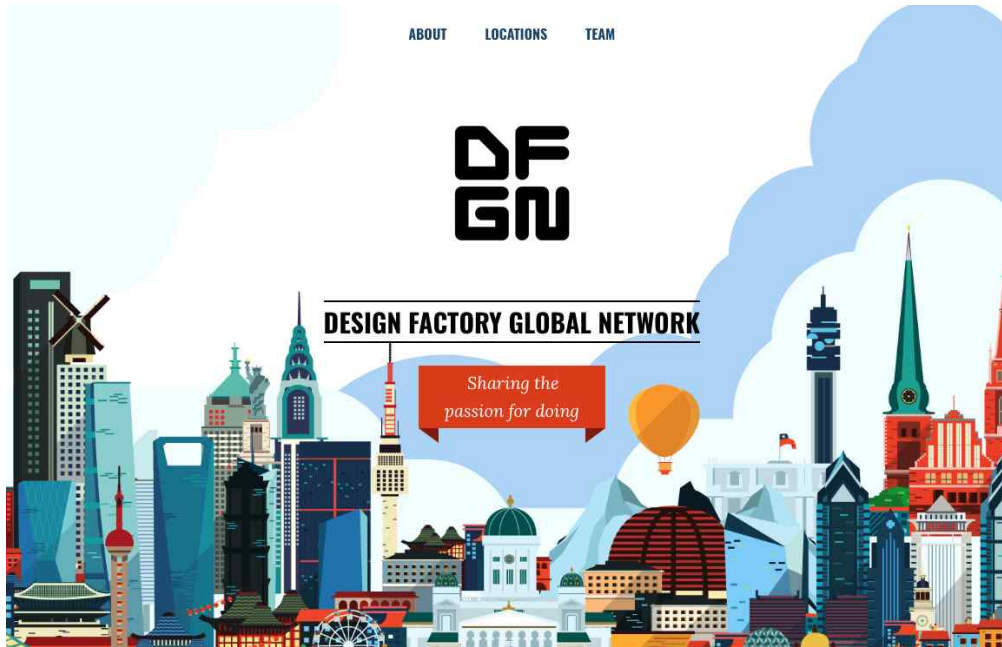 ABOUT LOCATIONS TEAM
DF
GN
DESIGN FACTORY GLOBAL NETWORK
Sharing the
passion for doing